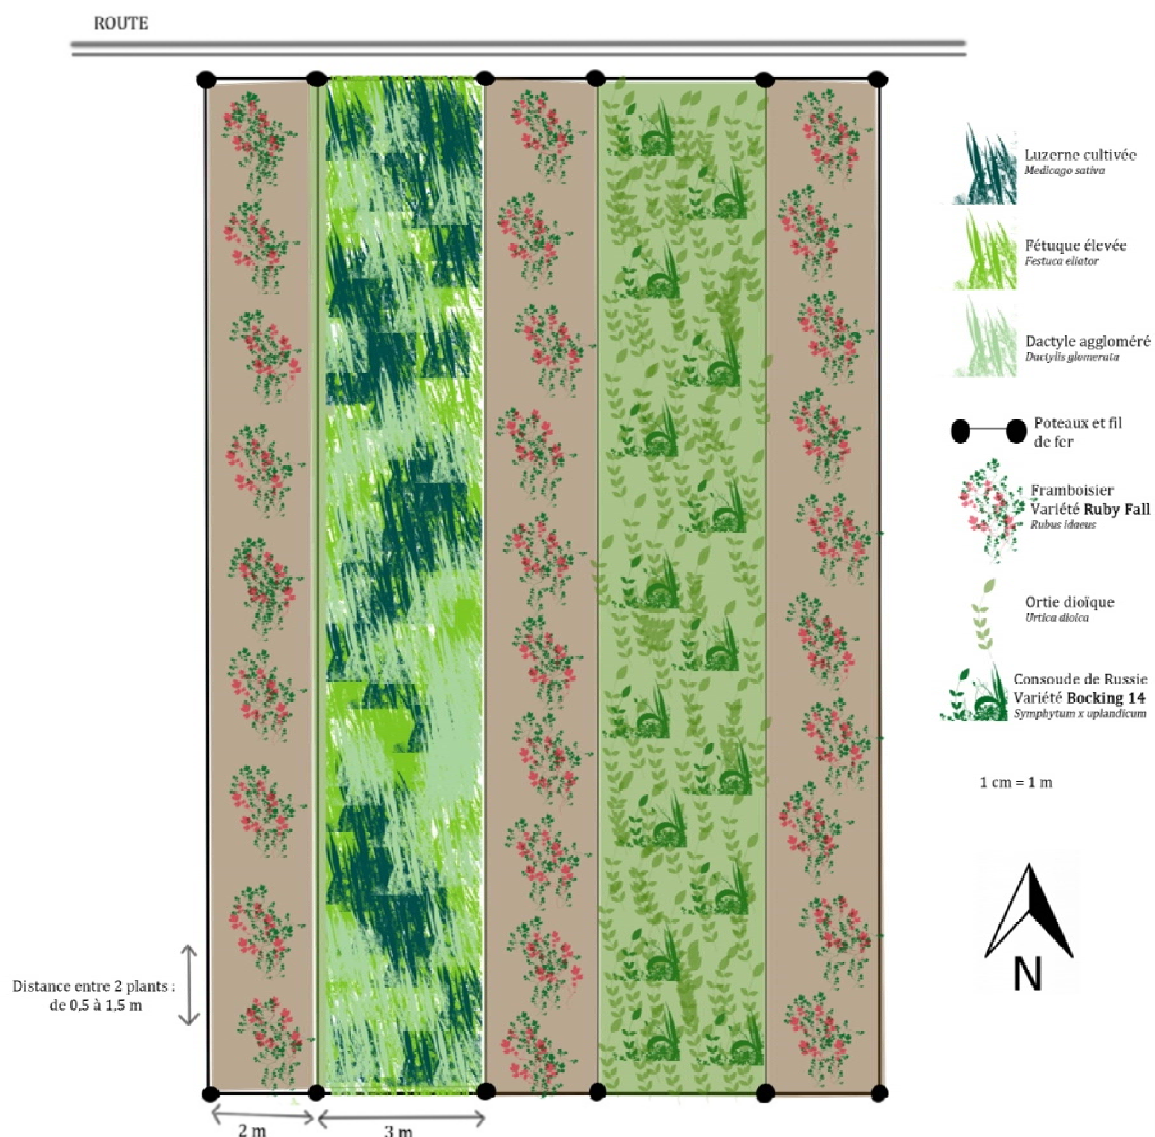 ROUTE
Luzerne cultivée
Medicago sativa
Fétuque élevée
Festuca eliator
Dactyle aggloméré
Dactylis glomerata
Poteaux et fil
de fer
Framboisier
Variété Ruby Fall
Rubus idaeus
Ortie dioïque
Urtica dioica
Consoude de Russie
Variété Bocking 14
Symphytum x uplandicum
1 cm = 1 m
N
Distance entre 2 plants :
de 0,5 à 1,5 m
2 m
3 m